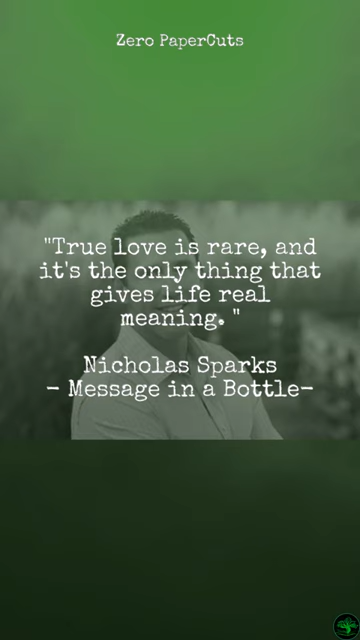 Zero PaperCuts
"True love is rare, and
it's the only thing that
gives life real
meaning."
Nicholas Sparks
- Message in a Bottle-